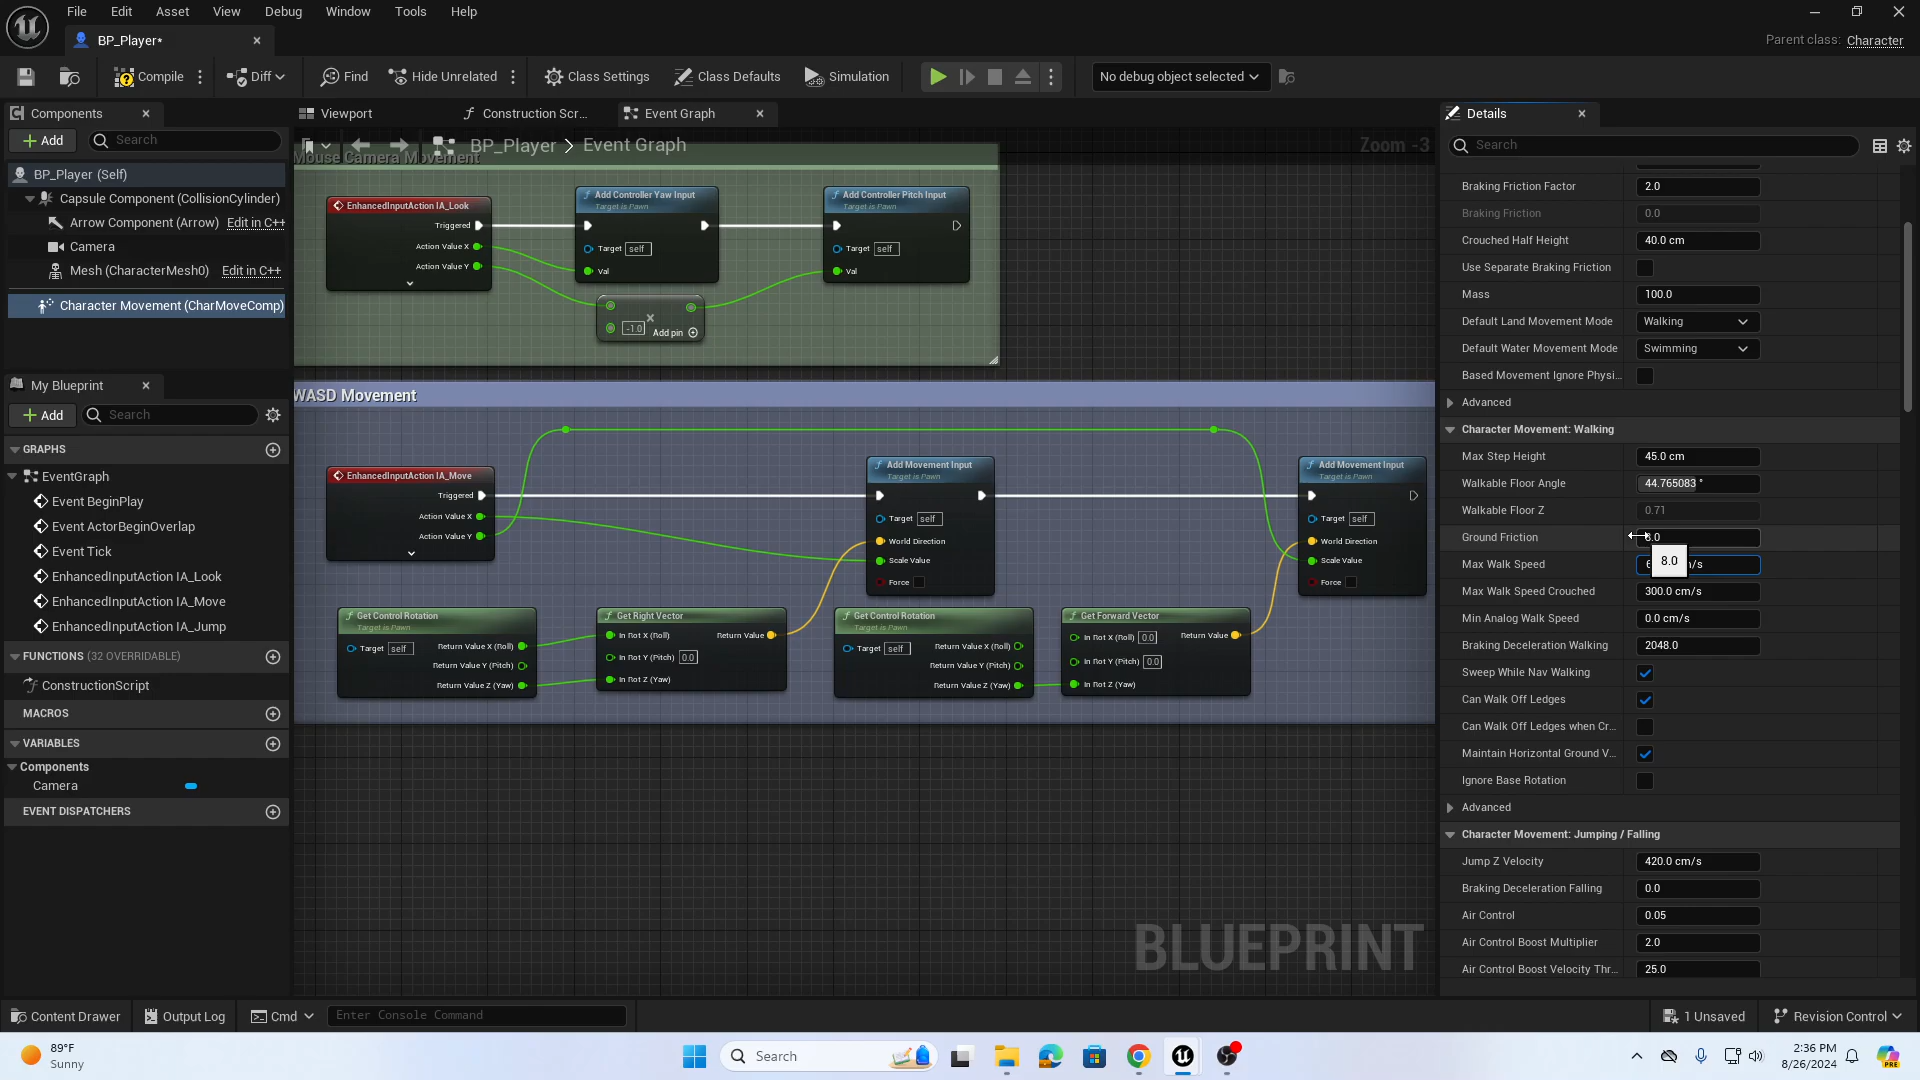 File Edit Asset View Debug Window Tools Help
BP_Player*
Parent class: Character
Compile Diff Find Hide Unrelated Class Settings Class Defaults Simulation No debug object selected
Components
Add Search
BP_Player (Self)
Capsule Component (CollisionCylinder)
Arrow Component (Arrow) Edit in C++
Camera
Mesh (CharacterMesh0) Edit in C++
Character Movement (CharMoveComp)
My Blueprint
Add Search
GRAPHS
EventGraph
Event BeginPlay
Event ActorBeginOverlap
Event Tick
EnhancedInputAction IA_Look
EnhancedInputAction IA_Move
EnhancedInputAction IA_Jump
FUNCTIONS (32 OVERRIDABLE)
ConstructionScript
MACROS
VARIABLES
Components
Camera
EVENT DISPATCHERS
Viewport Construction Scr... Event Graph
BP_Player > Event Graph
Zoom -3
Mouse Camera Movement
EnhancedInputAction IA_Look
Triggered
Action Value X
Action Value Y
Add Controller Yaw Input
Target is Pawn
Target self
Val
Add Controller Pitch Input
Target is Pawn
Target self
Val
-1.0 Add pin
WASD Movement
EnhancedInputAction IA_Move
Triggered
Action Value X
Action Value Y
Add Movement Input
Target is Pawn
Target self
World Direction
Scale Value
Force
Add Movement Input
Target is Pawn
Target self
World Direction
Scale Value
Force
Get Control Rotation
Target is Pawn
Target self
Return Value X (Roll)
Return Value Y (Pitch)
Return Value Z (Yaw)
Get Right Vector
In Rot X (Roll) Return Value
In Rot Y (Pitch) 0.0
In Rot Z (Yaw)
Get Control Rotation
Target is Pawn
Target self
Return Value X (Roll)
Return Value Y (Pitch)
Return Value Z (Yaw)
Get Forward Vector
In Rot X (Roll) 0.0 Return Value
In Rot Y (Pitch) 0.0
In Rot Z (Yaw)
BLUEPRINT
Details
Search
Braking Friction Factor 2.0
Braking Friction 0.0
Crouched Half Height 40.0 cm
Use Separate Braking Friction
Mass 100.0
Default Land Movement Mode Walking
Default Water Movement Mode Swimming
Based Movement Ignore Physi...
Advanced
Character Movement: Walking
Max Step Height 45.0 cm
Walkable Floor Angle 44.765083 °
Walkable Floor Z 0.71
Ground Friction 8.0
8.0
Max Walk Speed
Max Walk Speed Crouched 300.0 cm/s
Min Analog Walk Speed 0.0 cm/s
Braking Deceleration Walking 2048.0
Sweep While Nav Walking
Can Walk Off Ledges
Can Walk Off Ledges when Cr...
Maintain Horizontal Ground V...
Ignore Base Rotation
Advanced
Character Movement: Jumping / Falling
Jump Z Velocity 420.0 cm/s
Braking Deceleration Falling 0.0
Air Control 0.05
Air Control Boost Multiplier 2.0
Air Control Boost Velocity Thr... 25.0
Content Drawer Output Log Cmd Enter Console Command 1 Unsaved Revision Control
89°F
Sunny
Search
2:36 PM
8/26/2024
PRE